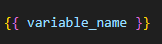 {{ variable_name }}